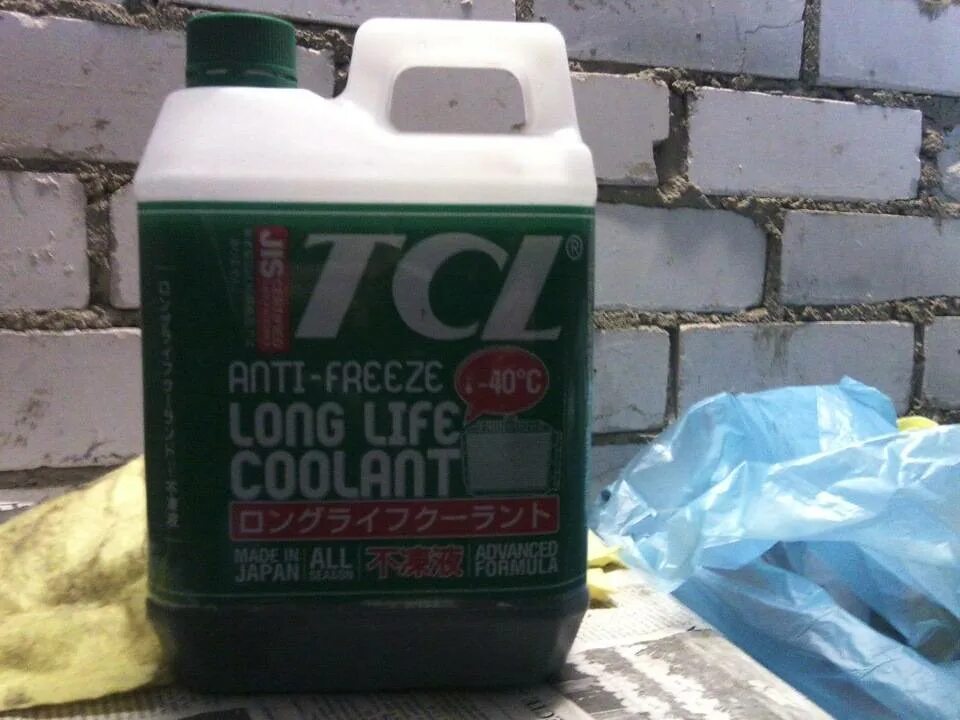 TCL®
JIS
ANTI-FREEZE
-40°C
LONG LIFE
COOLANT
ロングライフクーラント
MADE IN JAPAN
ALL SEASON
不凍液
ADVANCED FORMULA